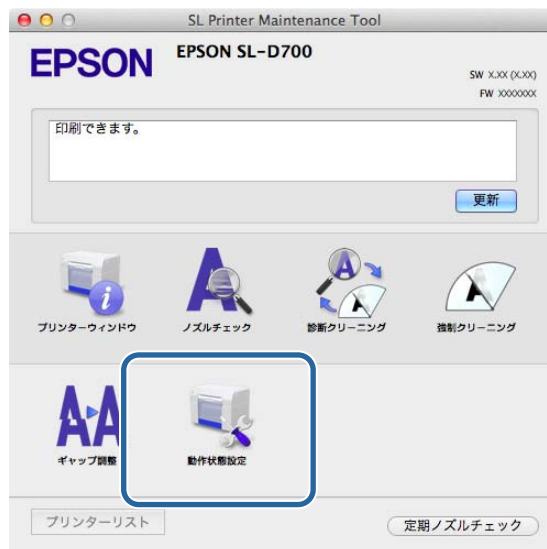 SL Printer Maintenance Tool
EPSON
EPSON SL-D700
SW X.XX (X.XX)
FW XXXXXXX
印刷できます。
更新
プリンターウィンドウ
ノズルチェック
診断クリーニング
強制クリーニング
ギャップ調整
動作状態設定
プリンターリスト
定期ノズルチェック